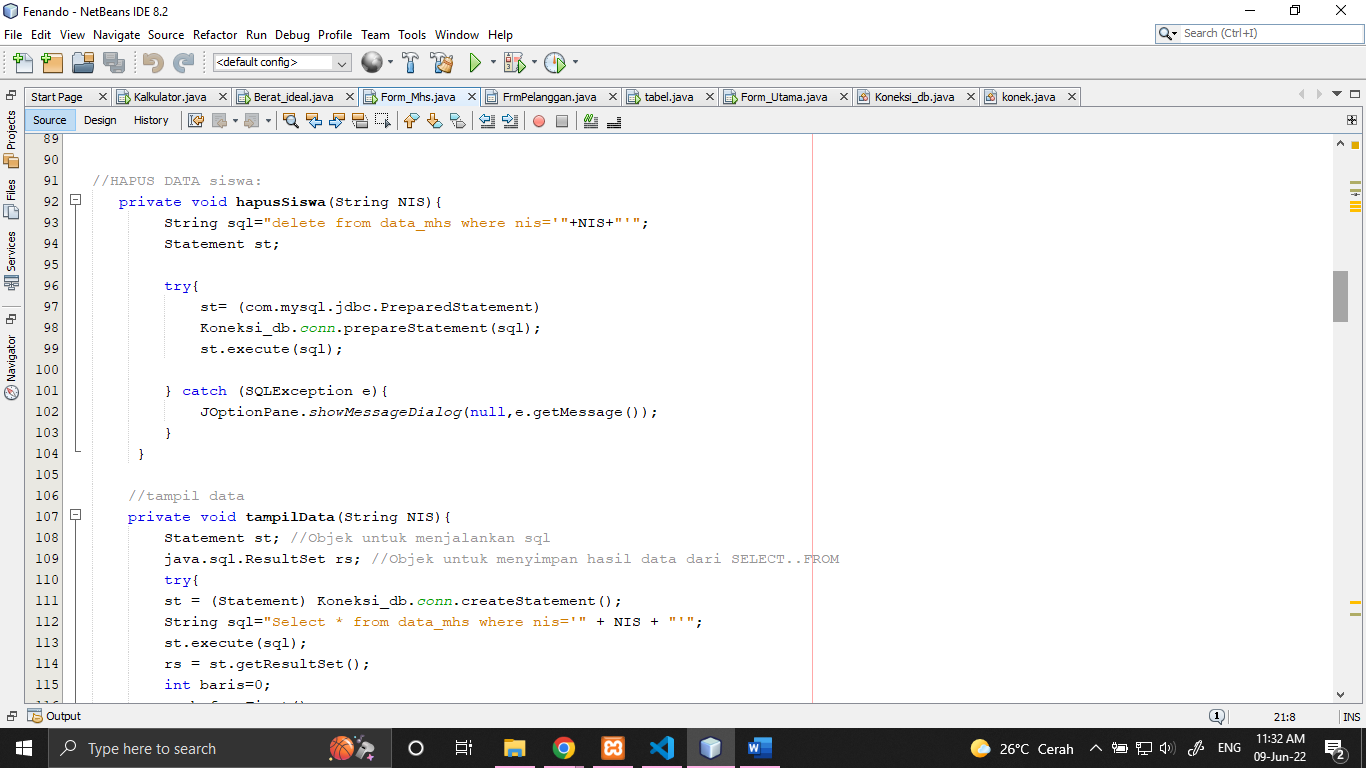 Fenando - NetBeans IDE 8.2
File Edit View Navigate Source Refactor Run Debug Profile Team Tools Window Help
Search (Ctrl+I)
<default config>
Start Page Kalkulator.java Berat_ideal.java Form_Mhs.java FrmPelanggan.java tabel.java Form_Utama.java Koneksi_db.java konek.java
Source Design History
Projects
Files
Services
Navigator
89
90
91 //HAPUS DATA siswa:
92 private void hapusSiswa(String NIS){
93 String sql="delete from data_mhs where nis='"+NIS+"'";
94 Statement st;
95
96 try{
97 st= (com.mysql.jdbc.PreparedStatement)
98 Koneksi_db.conn.prepareStatement(sql);
99 st.execute(sql);
100
101 } catch (SQLException e){
102 JOptionPane.showMessageDialog(null,e.getMessage());
103 }
104 }
105
106 //tampil data
107 private void tampilData(String NIS){
108 Statement st; //Objek untuk menjalankan sql
109 java.sql.ResultSet rs; //Objek untuk menyimpan hasil data dari SELECT..FROM
110 try{
111 st = (Statement) Koneksi_db.conn.createStatement();
112 String sql="Select * from data_mhs where nis='" + NIS + "'";
113 st.execute(sql);
114 rs = st.getResultSet();
115 int baris=0;
Output
1
21:8
INS
Type here to search
26°C Cerah
ENG
11:32 AM
09-Jun-22
2